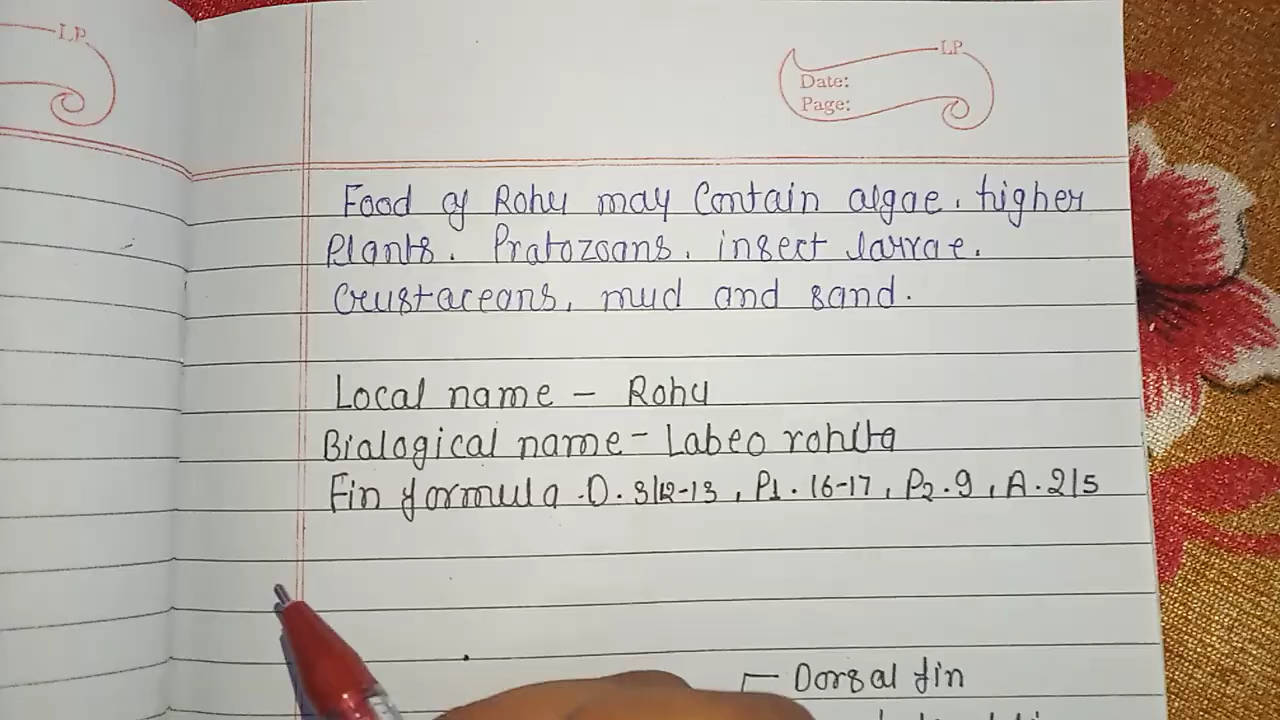 LP
LP
Date:
Page:
Food of Rohu may Contain algae, higher
Plants, Pratozoans, insect larvae,
Crustaceans, mud and sand.
Local name - Rohu
Bialogical name - Labeo rohita
Fin formula .D. 3/12-13, P1. 16-17, P2. 9, A. 2/5
Dorsal fin